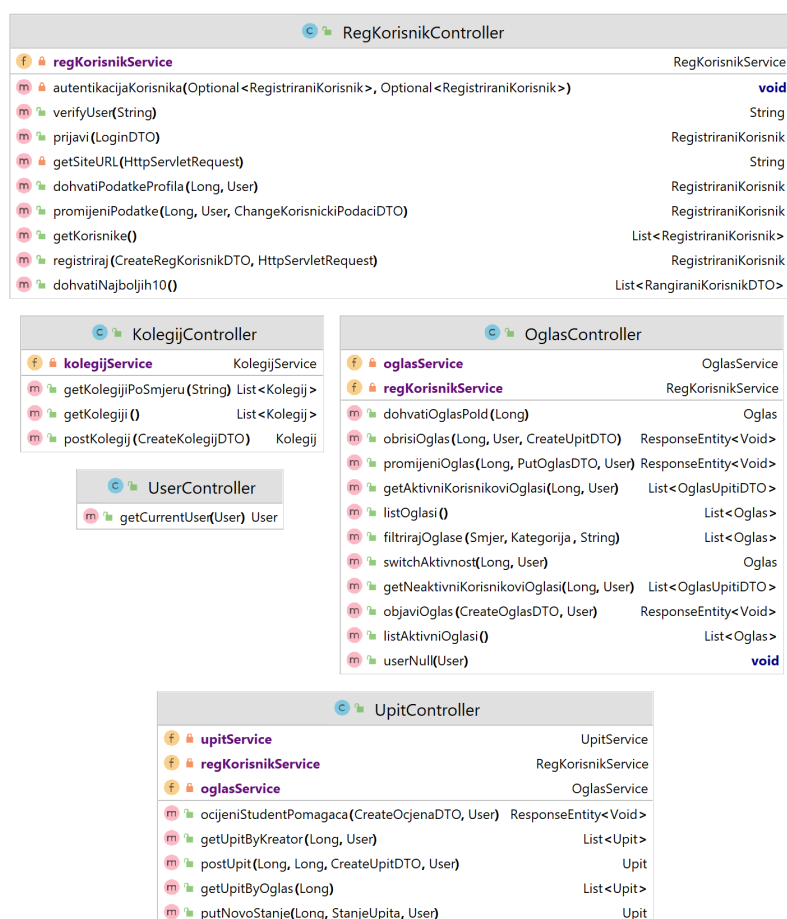 RegKorisnikController
regKorisnikService RegKorisnikService
autentikacijaKorisnika(Optional<RegistriraniKorisnik>, Optional<RegistriraniKorisnik>) void
verifyUser(String) String
prijavi(LoginDTO) RegistriraniKorisnik
getSiteURL(HttpServletRequest) String
dohvatiPodatkeProfila(Long, User) RegistriraniKorisnik
promijeniPodatke(Long, User, ChangeKorisnickiPodaciDTO) RegistriraniKorisnik
getKorisnike() List<RegistriraniKorisnik>
registriraj(CreateRegKorisnikDTO, HttpServletRequest) RegistriraniKorisnik
dohvatiNajboljih10() List<RangiraniKorisnikDTO>
KolegijController
kolegijService KolegijService
getKolegijiPoSmjeru(String) List<Kolegij>
getKolegiji() List<Kolegij>
postKolegij(CreateKolegijDTO) Kolegij
UserController
getCurrentUser(User) User
OglasController
oglasService OglasService
regKorisnikService RegKorisnikService
dohvatiOglasPoId(Long) Oglas
obrisiOglas(Long, User, CreateUpitDTO) ResponseEntity<Void>
promijeniOglas(Long, PutOglasDTO, User) ResponseEntity<Void>
getAktivniKorisnikoviOglasi(Long, User) List<OglasUpitiDTO>
listOglasi() List<Oglas>
filtrirajOglase(Smjer, Kategorija, String) List<Oglas>
switchAktivnost(Long, User) Oglas
getNeaktivniKorisnikoviOglasi(Long, User) List<OglasUpitiDTO>
objaviOglas(CreateOglasDTO, User) ResponseEntity<Void>
listAktivniOglasi() List<Oglas>
userNull(User) void
UpitController
upitService UpitService
regKorisnikService RegKorisnikService
oglasService OglasService
ocijeniStudentPomagaca(CreateOcjenaDTO, User) ResponseEntity<Void>
getUpitByKreator(Long, User) List<Upit>
postUpit(Long, Long, CreateUpitDTO, User) Upit
getUpitByOglas(Long) List<Upit>
putNovoStanje(Long, StanjeUpita, User) Upit